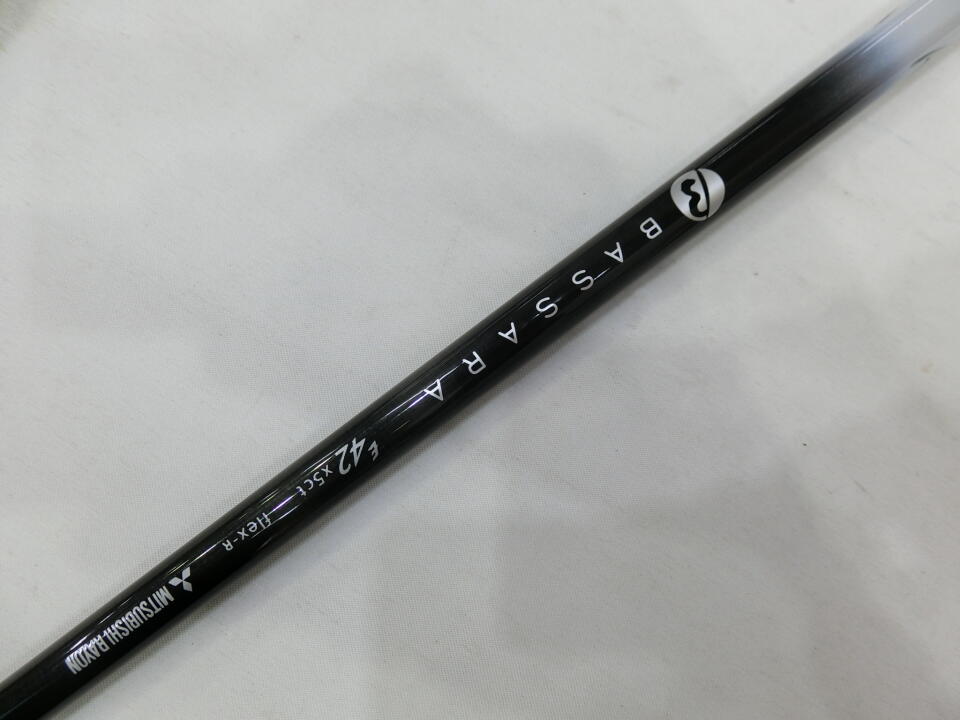 BASSARA
E42 x5ct flex-R
MITSUBISHI RAYON